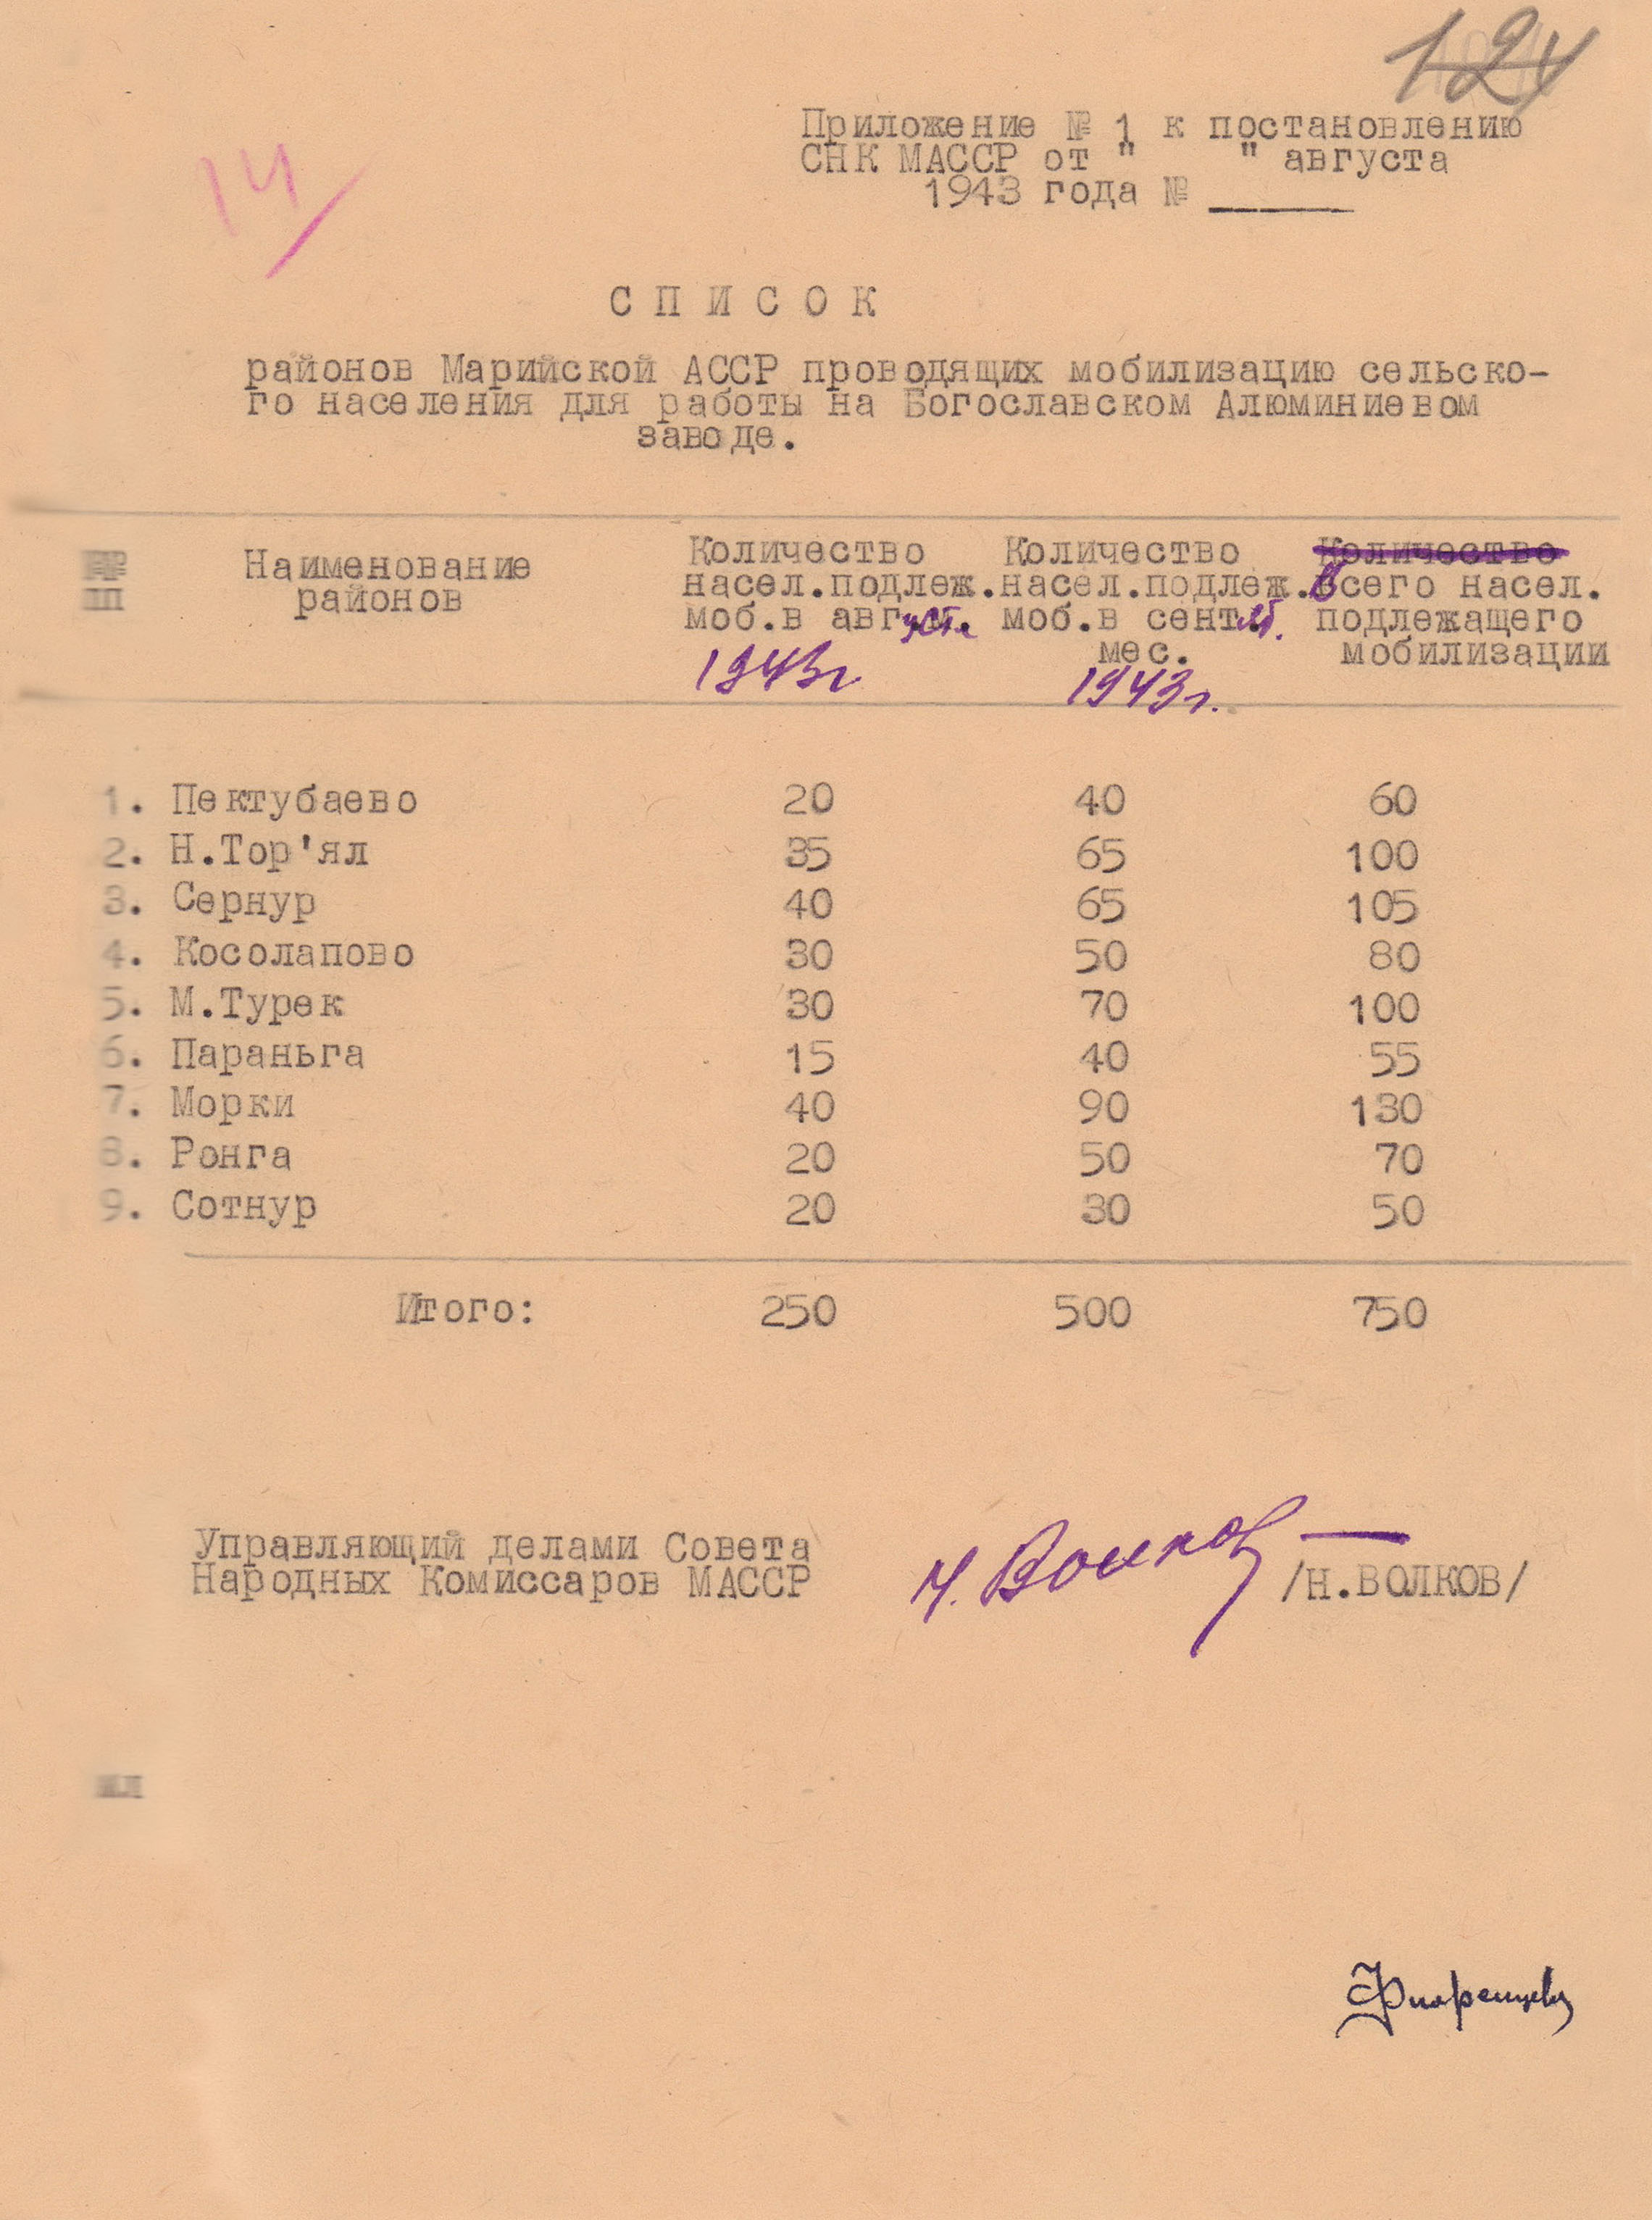 14/
Приложение № 1 к постановлению
СНК МАССР от " " августа
1943 года № ______
С П И С О К
районов Марийской АССР проводящих мобилизацию сельско-
го населения для работы на Богославском Алюминиевом
заводе.
№№ Наименование Количество Количество Количество
пп районов насел.подлеж. насел.подлеж. Всего насел.
моб.в августа моб.в сент. подлежащего
1943г мес. мобилизации
1943г.
1. Пектубаево 20 40 60
2. Н.Тор'ял 35 65 100
3. Сернур 40 65 105
4. Косолапово 30 50 80
5. М.Турек 30 70 100
6. Параньга 15 40 55
7. Морки 40 90 130
8. Ронга 20 50 70
9. Сотнур 20 30 50
Итого: 250 500 750
Управляющий делами Совета
Народных Комиссаров МАССР Н. Волков /Н.ВОЛКОВ/